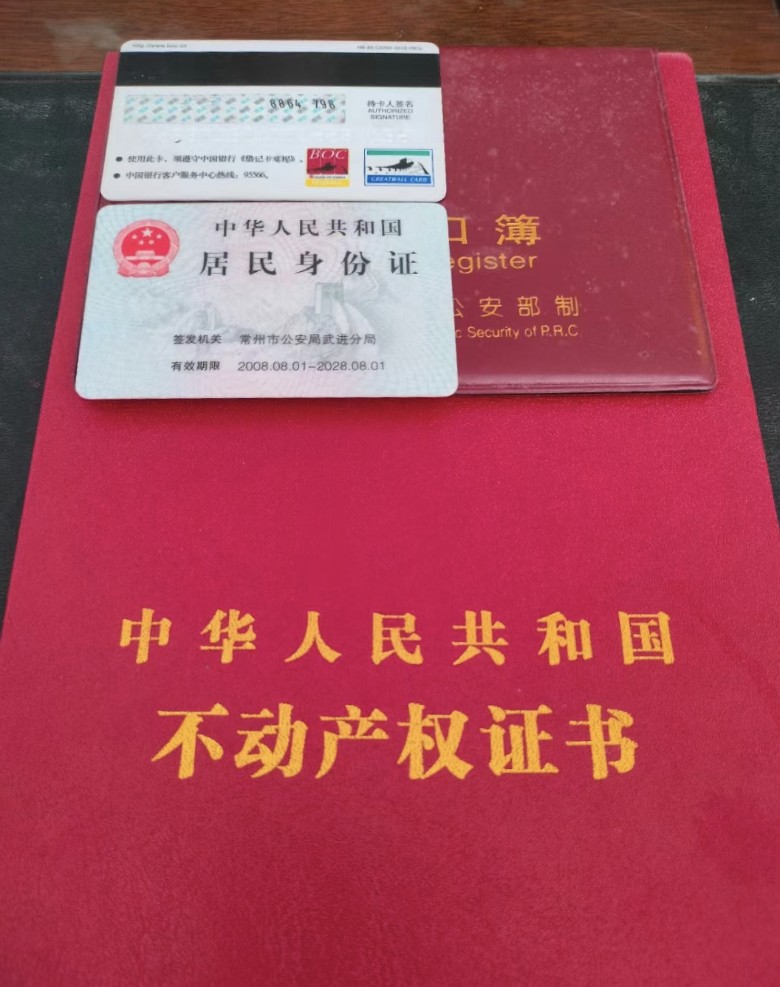 http://www.boc.cn
8864 796
持卡人签名
AUTHORIZED
SIGNATURE
● 使用此卡,须遵守中国银行《借记卡章程》。
● 中国银行客户服务中心热线:95566。
BOC
GREATWALL CARD
中华人民共和国
居民身份证
签发机关 常州市公安局武进分局
有效期限 2008.08.01-2028.08.01
口簿
egister
公安部制
c Security of P.R.C
中华人民共和国
不动产权证书